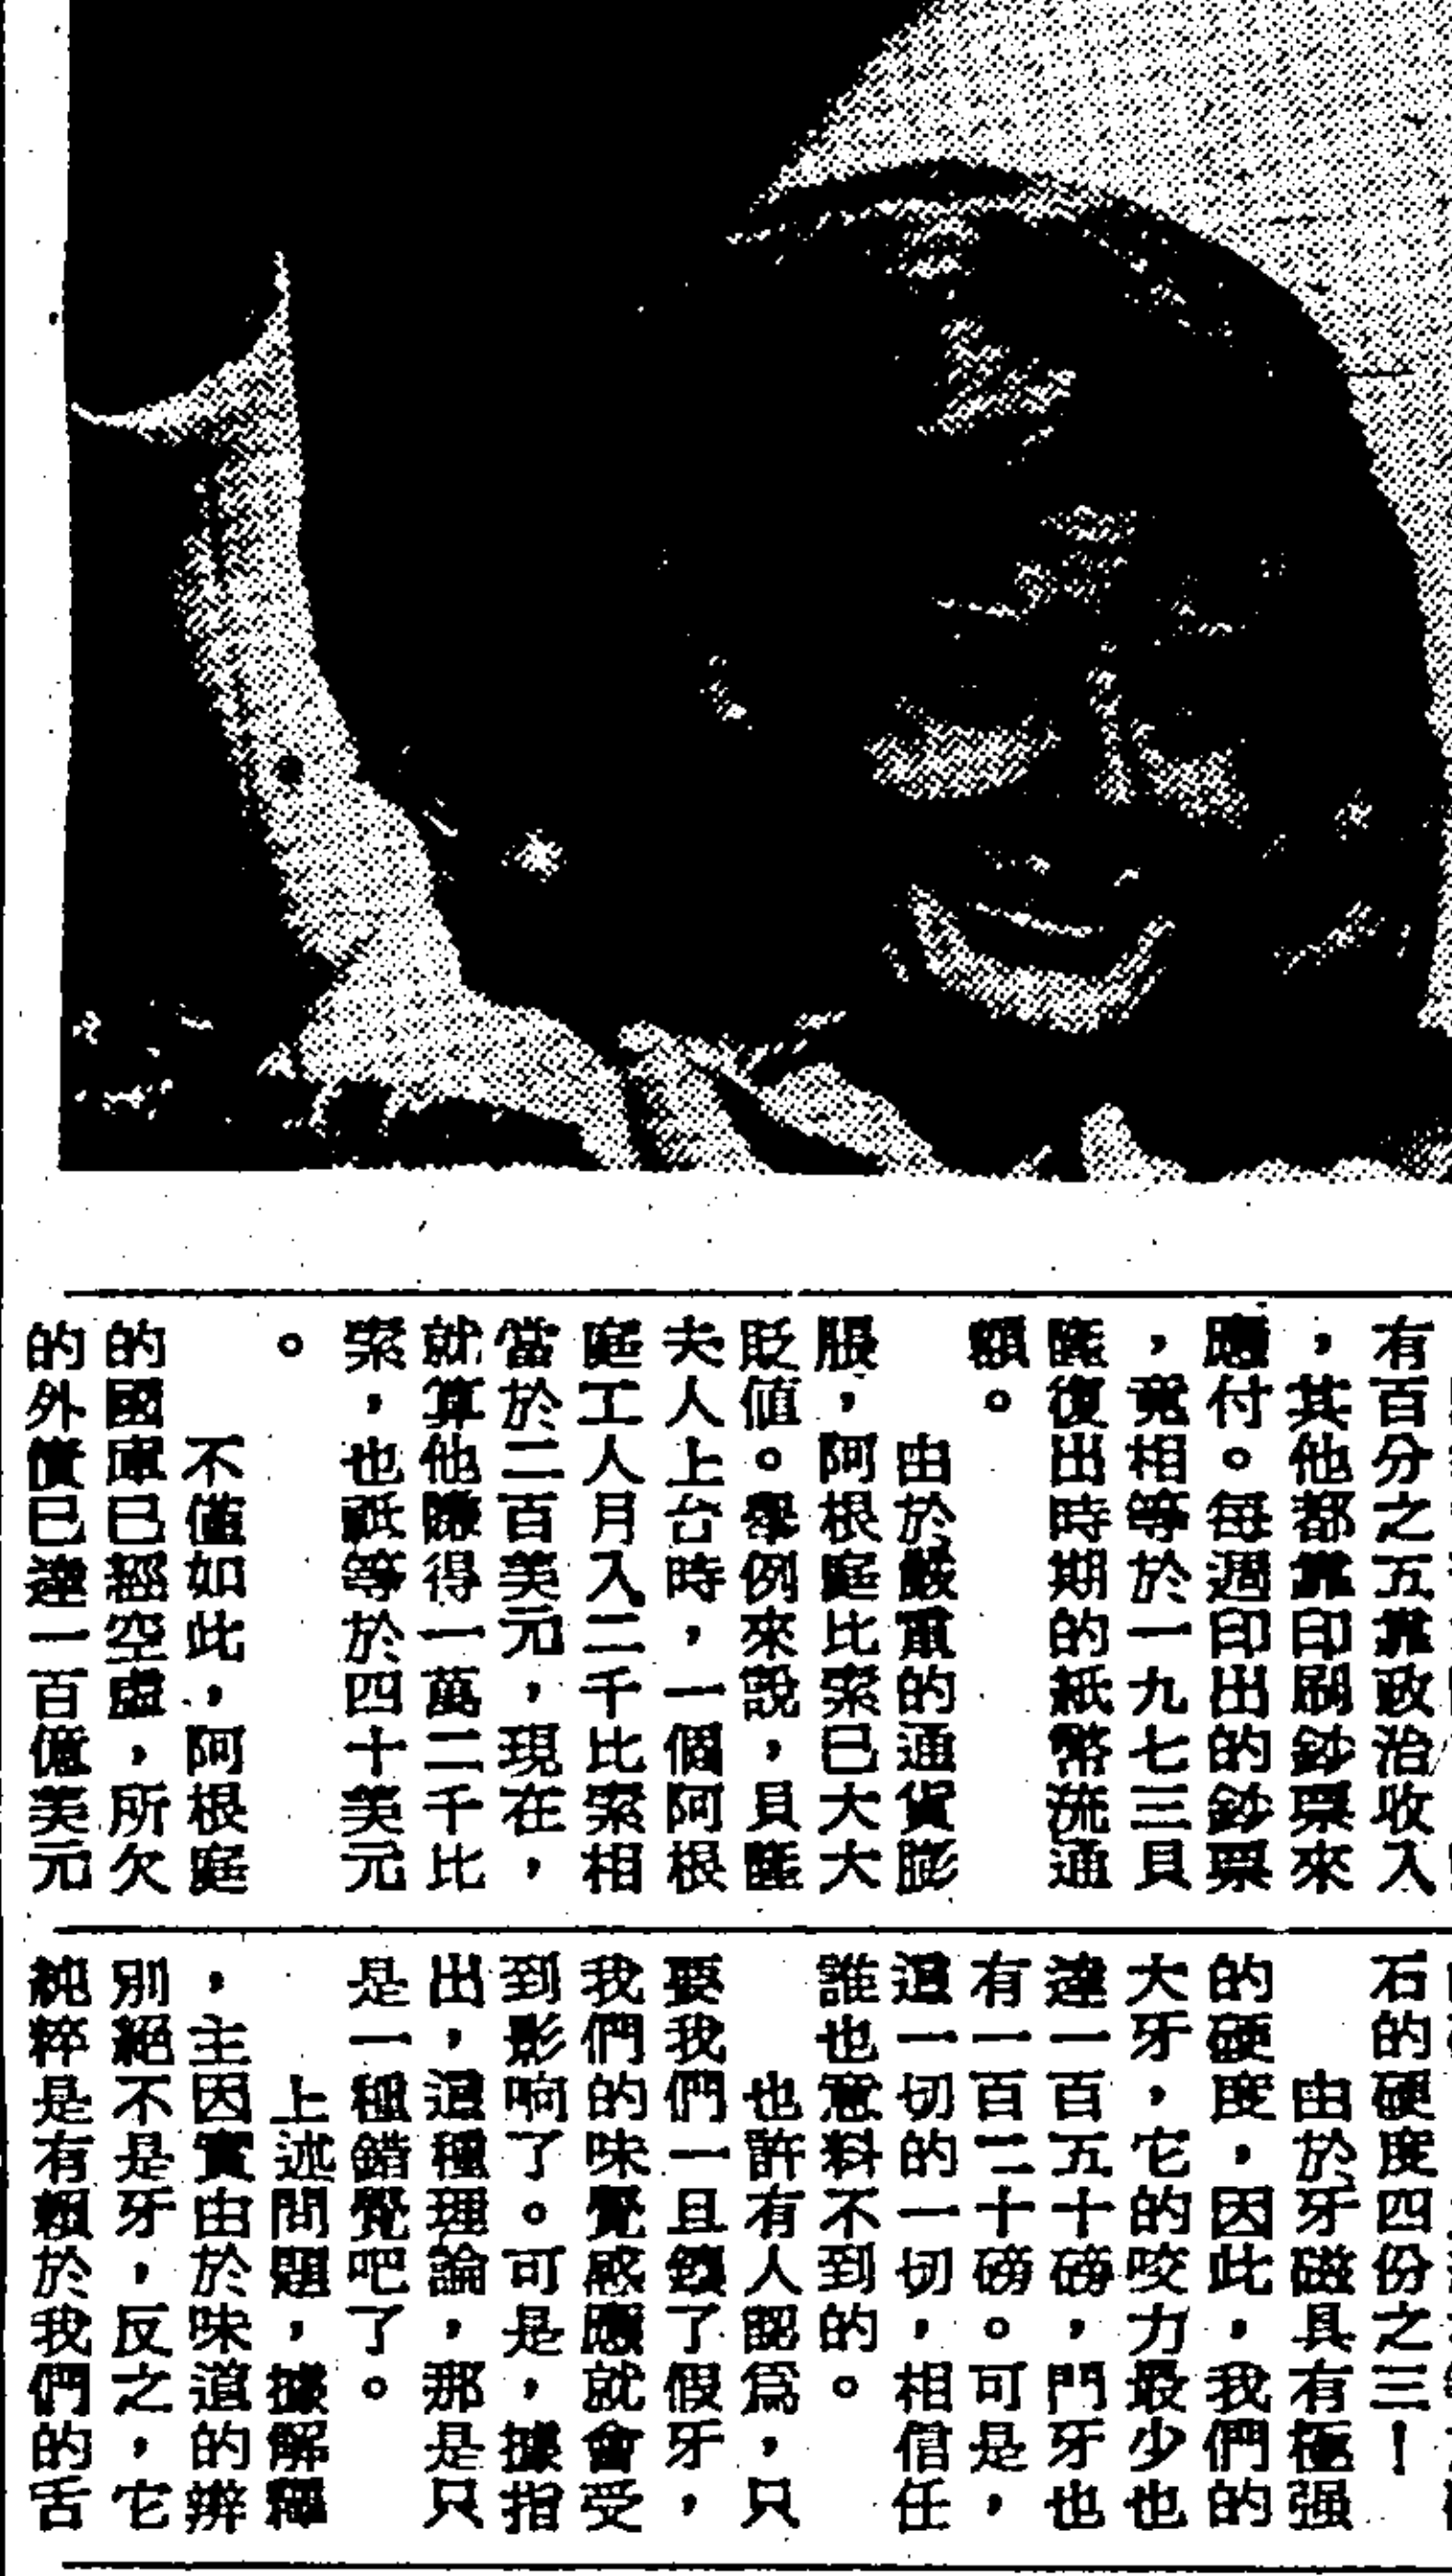 有百分之五靠政治收入
，其他都靠印刷鈔票來
應付。每週印出的鈔票
，竟相等於一九七三貝
隆復出時期的紙幣流通
額。
由於嚴重的通貨膨
脹，阿根庭比索已大大
貶值。舉例來說，貝隆
夫人上台時，一個阿根
庭工人月入二千比索相
當於二百美元，現在，
就算他賺得一萬二千比
索，也祇等於四十美元
。
不僅如此，阿根庭
的國庫已經空虛，所欠
的外債已達一百億美元
石的硬度四份之三！
由於牙磁具有極强
的硬度，因此，我們的
大牙，它的咬力最少也
達一百五十磅，門牙也
有一百二十磅。可是，
這一切的一切，相信任
誰也意料不到的。
也許有人認爲，只
要我們一旦鑲了假牙，
我們的味覺感應就會受
到影响了。可是，據指
出，這種理論，那是只
是一種錯覺吧了。
上述問題，據解釋
，主因實由於味道的辨
別絕不是牙，反之，它
純粹是有賴於我們的舌